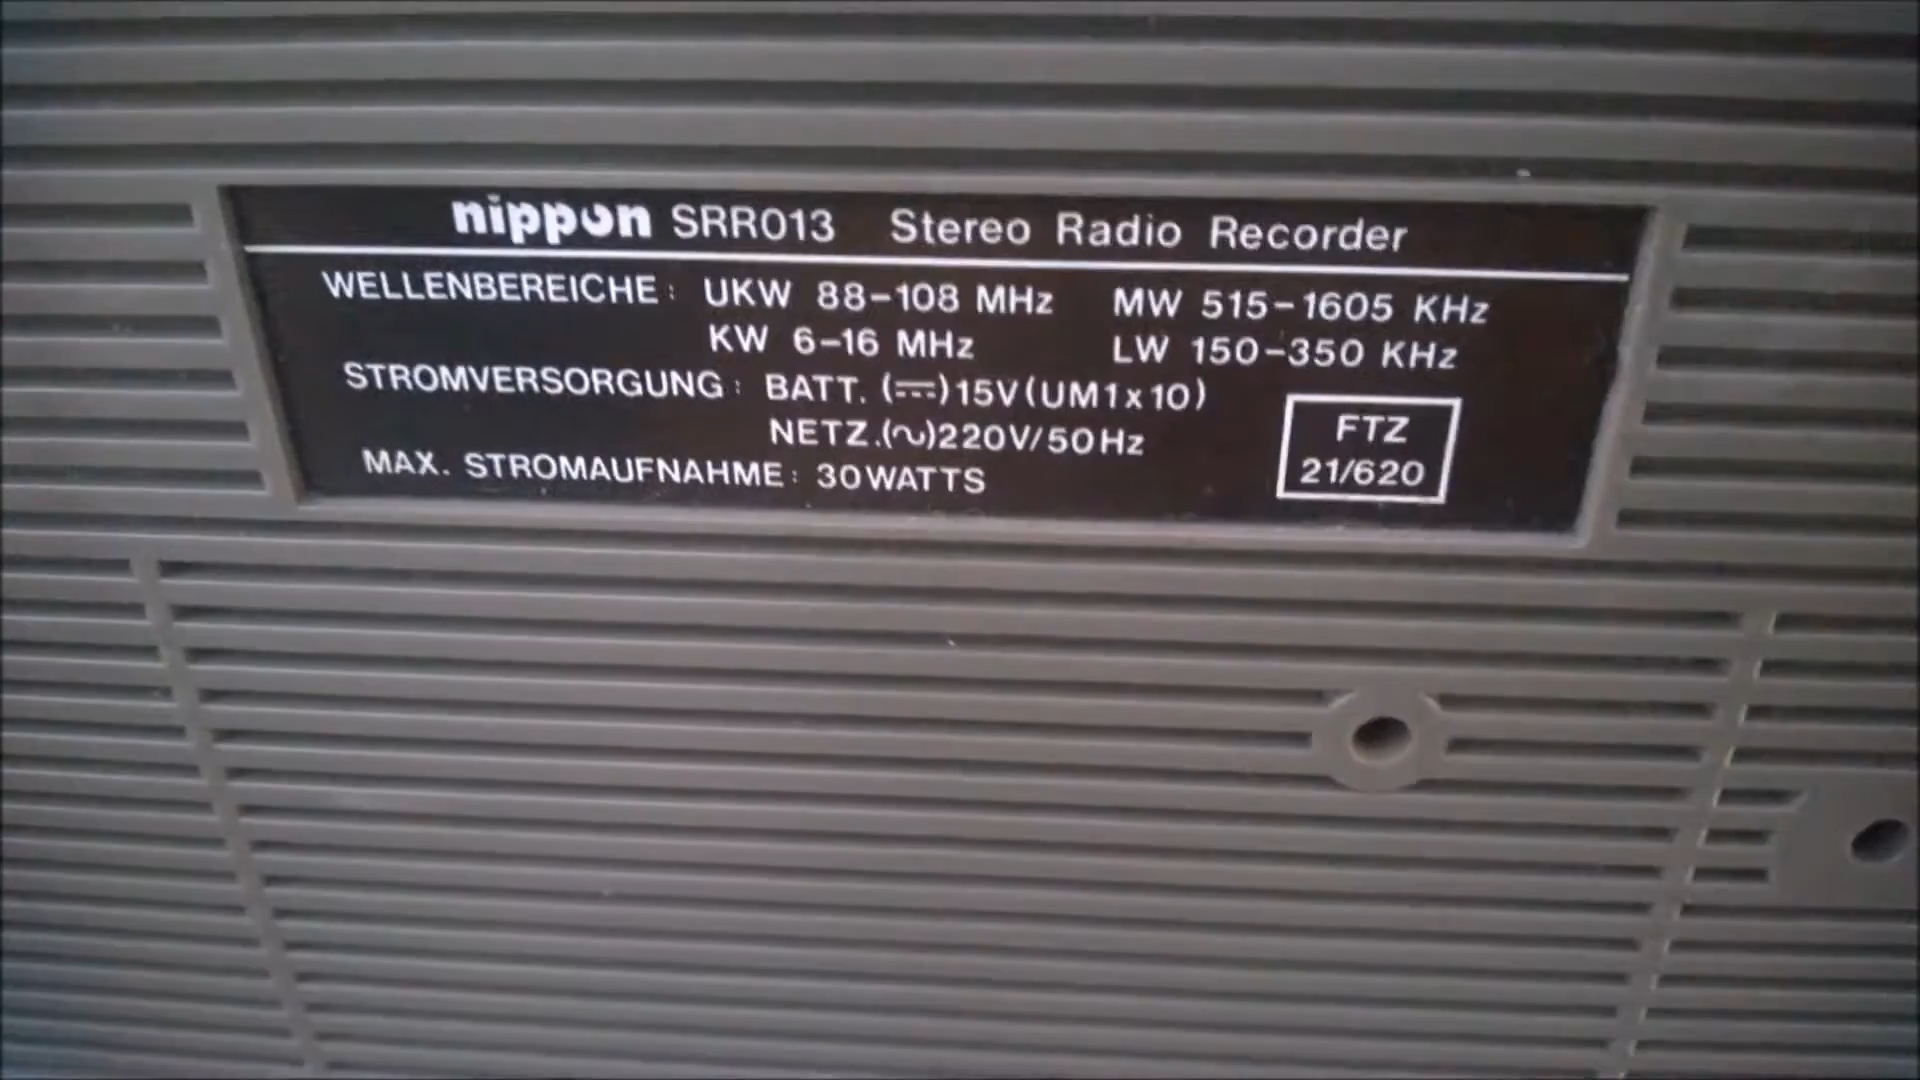 nippon SRR013 Stereo Radio Recorder
WELLENBEREICHE: UKW 88-108 MHz MW 515-1605 KHz
KW 6-16 MHz LW 150-350 KHz
STROMVERSORGUNG: BATT. (⎓)15V(UM1x10)
NETZ.(∿)220V/50Hz
MAX. STROMAUFNAHME: 30WATTS
FTZ
21/620